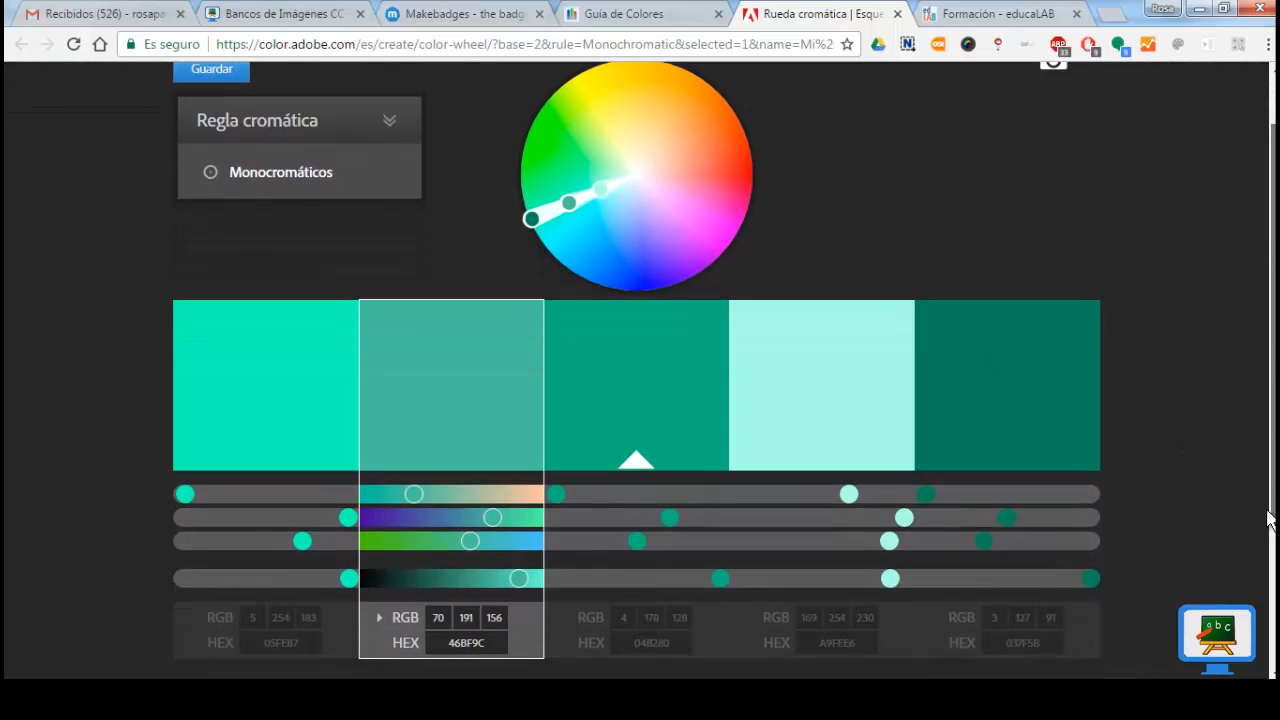 Recibidos (526) - rosapa
Bancos de Imágenes CC
Makebadges - the badg
Guía de Colores
Rueda cromática | Esque
Formación - educaLAB
Rosa
Es seguro
https://color.adobe.com/es/create/color-wheel/?base=2&rule=Monochromatic&selected=1&name=Mi%2
Guardar
Regla cromática
Monocromáticos
RGB 5 254 183
RGB 70 191 156
RGB 4 178 128
RGB 169 254 230
RGB 3 127 91
HEX 05FEB7
HEX 46BF9C
HEX 04B280
HEX A9FEE6
HEX 037F5B
a b c